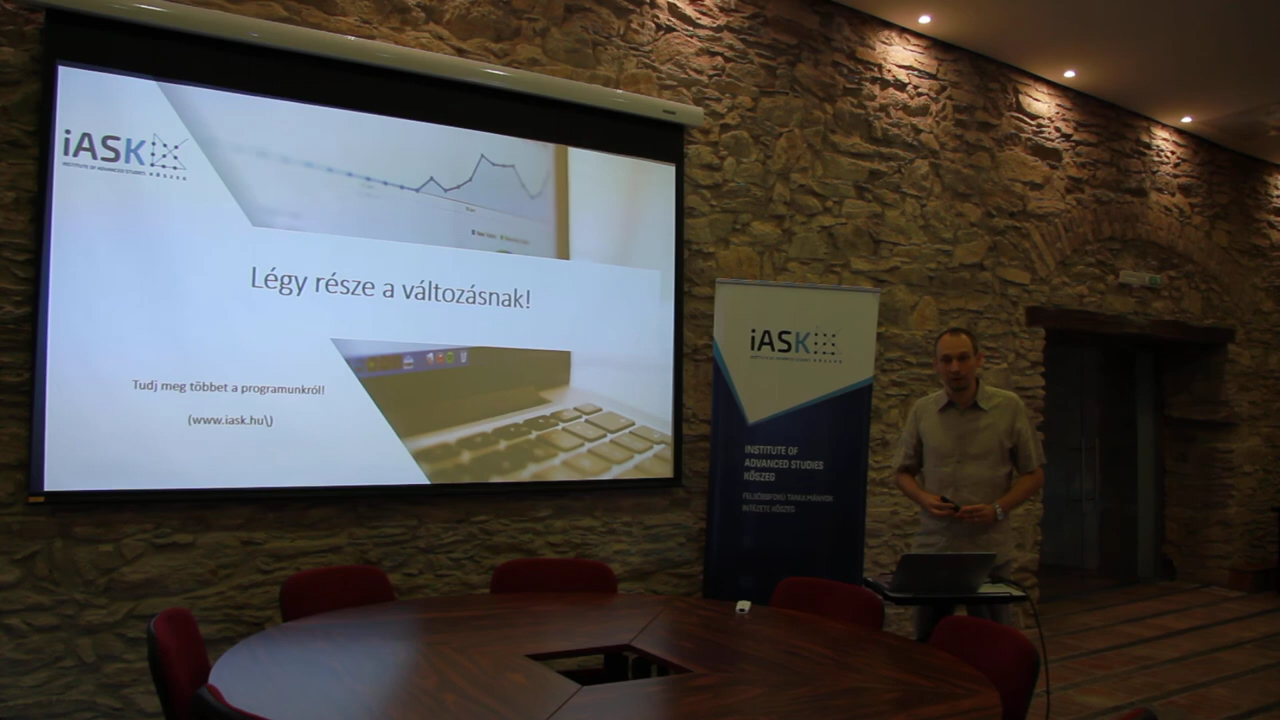 iASK
INSTITUTE OF ADVANCED STUDIES KŐSZEG
Légy része a változásnak!
Tudj meg többet a programunkról!
(www.iask.hu\)
iASK
INSTITUTE OF
ADVANCED STUDIES
KŐSZEG
FELSŐBBFOKÚ TANULMÁNYOK
INTÉZETE KŐSZEG